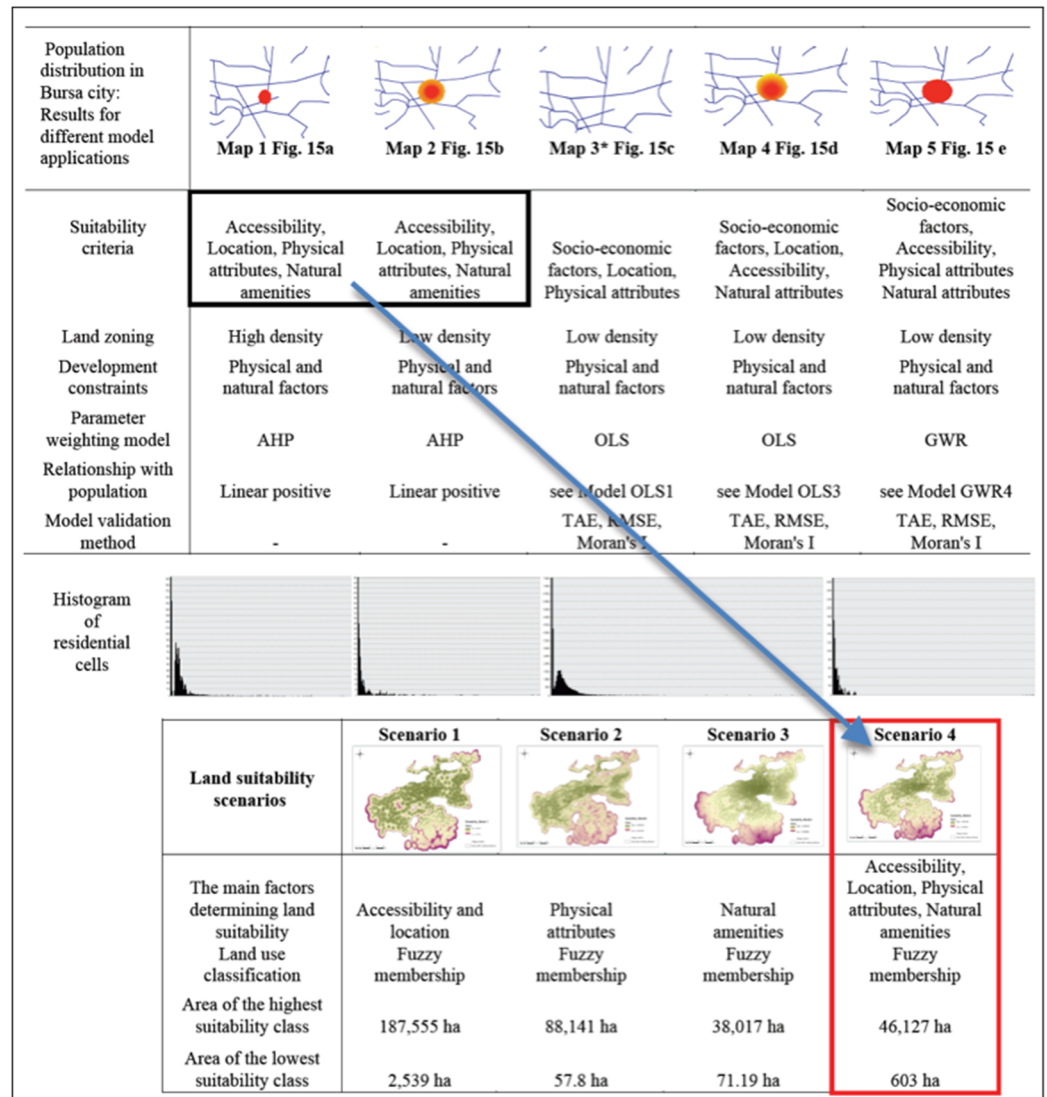 Population
distribution in
Bursa city:
Results for
different model
applications
Map 1 Fig. 15a
Map 2 Fig. 15b
Map 3* Fig. 15c
Map 4 Fig. 15d
Map 5 Fig. 15 e
Suitability
criteria
Accessibility,
Location, Physical
attributes, Natural
amenities
Accessibility,
Location, Physical
attributes, Natural
amenities
Socio-economic
factors, Location,
Physical attributes
Socio-economic
factors, Location,
Accessibility,
Natural attributes
Socio-economic
factors,
Accessibility,
Physical attributes
Natural attributes
Land zoning
High density
Low density
Low density
Low density
Low density
Development
constraints
Physical and
natural factors
Physical and
natural factors
Physical and
natural factors
Physical and
natural factors
Physical and
natural factors
Parameter
weighting model
AHP
AHP
OLS
OLS
GWR
Relationship with
population
Linear positive
Linear positive
see Model OLS1
see Model OLS3
see Model GWR4
Model validation
method
-
-
TAE, RMSE,
Moran's I
TAE, RMSE,
Moran's I
TAE, RMSE,
Moran's I
Histogram
of
residential
cells
Land suitability
scenarios
Scenario 1
Scenario 2
Scenario 3
Scenario 4
The main factors
determining land
suitability
Accessibility and
location
Physical
attributes
Natural
amenities
Accessibility,
Location, Physical
attributes, Natural
amenities
Land use
classification
Fuzzy
membership
Fuzzy
membership
Fuzzy
membership
Fuzzy
membership
Area of the highest
suitability class
187,555 ha
88,141 ha
38,017 ha
46,127 ha
Area of the lowest
suitability class
2,539 ha
57.8 ha
71.19 ha
603 ha